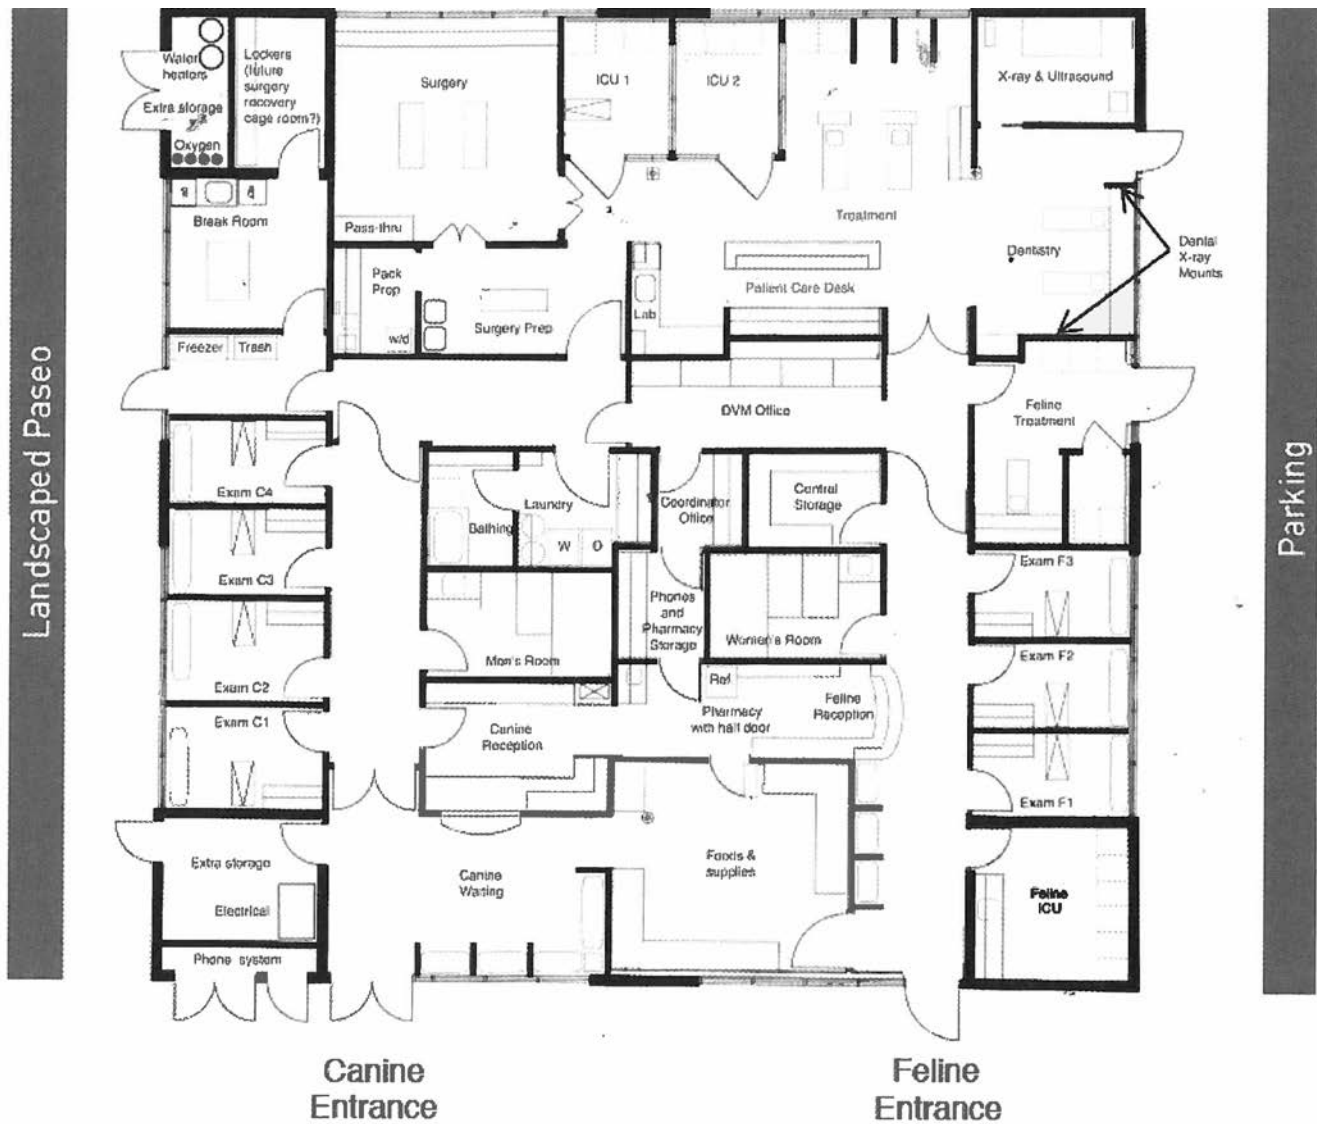 Water
heaters
Extra storage
Oxygen
Lockers
(future
surgery
recovery
cage room?)
Surgery
ICU 1
ICU 2
X-ray & Ultrasound
Break Room
Pass-thru
Treatment
Dentistry
Dental
X-ray
Mounts
Pack
Prep
w/d
Surgery Prep
Lab
Patient Care Desk
Freezer
Trash
DVM Office
Feline
Treatment
Landscaped Paseo
Parking
Exam C4
Bathing
Laundry
W
D
Coordinator
Office
Central
Storage
Exam C3
Exam F3
Phones
and
Pharmacy
Storage
Women's Room
Men's Room
Exam C2
Exam F2
Ref
Pharmacy
with half door
Feline
Reception
Exam C1
Canine
Reception
Exam F1
Extra storage
Electrical
Canine
Waiting
Foods &
supplies
Feline
ICU
Phone system
Canine
Entrance
Feline
Entrance